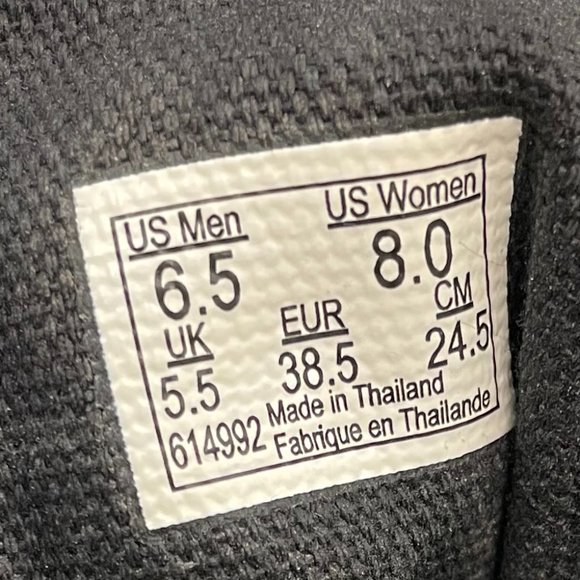 US Men US Women
6.5 8.0
UK EUR CM
5.5 38.5 24.5
614992 Made in Thailand
Fabrique en Thailande